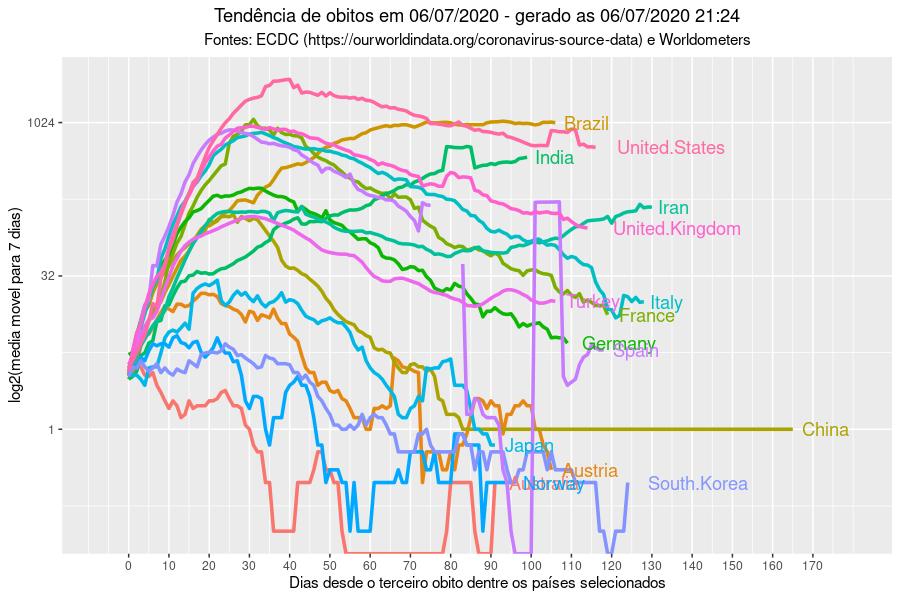 Tendência de obitos em 06/07/2020 - gerado as 06/07/2020 21:24
Fontes: ECDC (https://ourworldindata.org/coronavirus-source-data) e Worldometers
log2(media movel para 7 dias)
1024
32
1
Brazil
United.States
India
Iran
United.Kingdom
Turkey
Italy
France
Germany
Spain
China
Japan
Austria
Australia
Norway
South.Korea
0 10 20 30 40 50 60 70 80 90 100 110 120 130 140 150 160 170
Dias desde o terceiro obito dentre os países selecionados